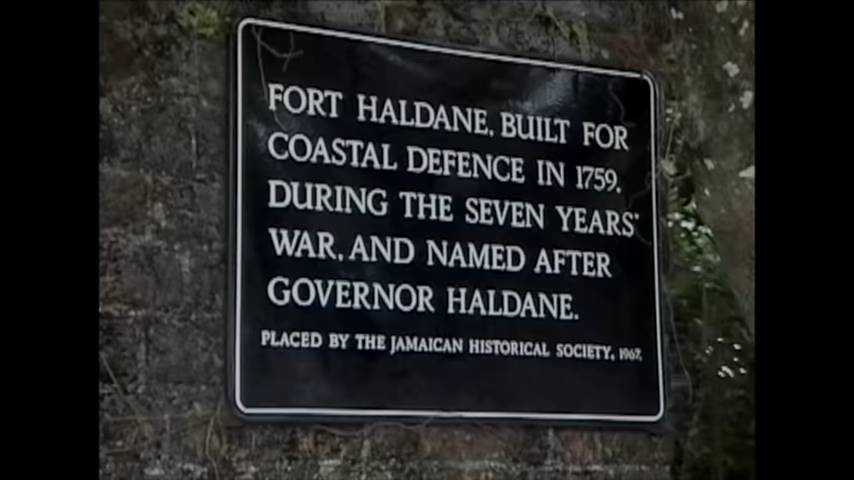 FORT HALDANE, BUILT FOR
COASTAL DEFENCE IN 1759.
DURING THE SEVEN YEARS'
WAR, AND NAMED AFTER
GOVERNOR HALDANE.
PLACED BY THE JAMAICAN HISTORICAL SOCIETY, 1967.